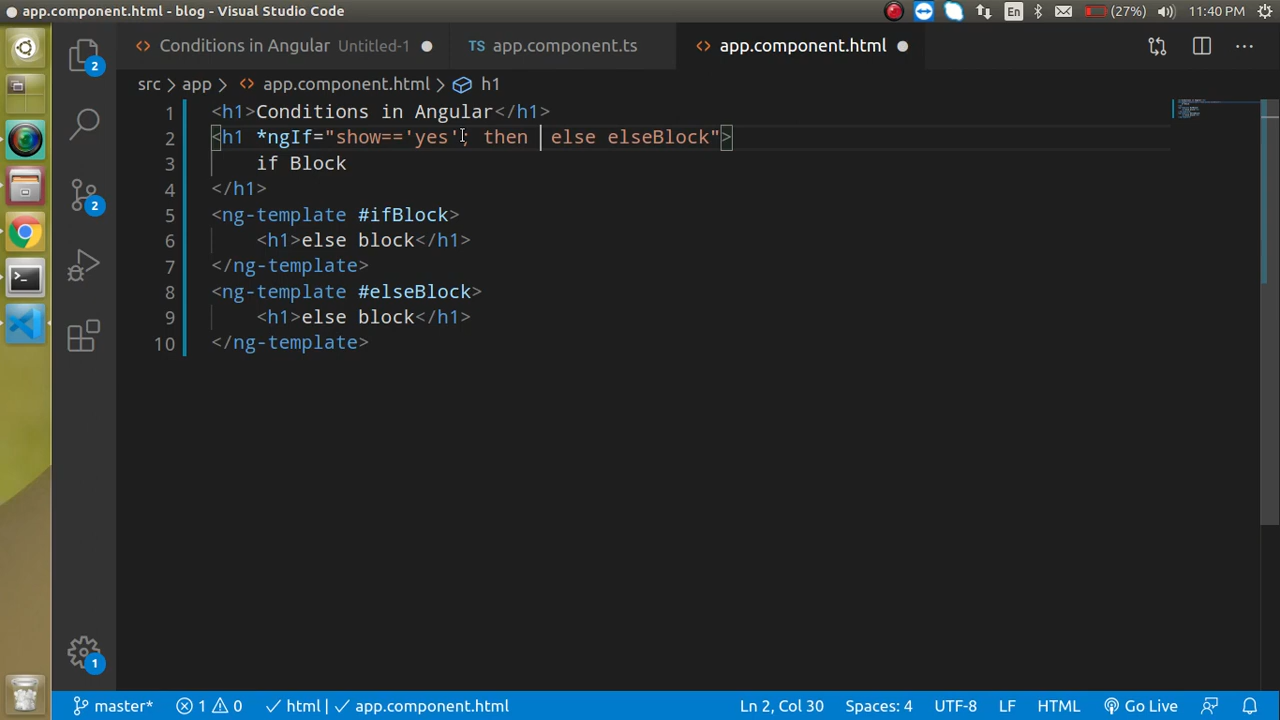 app.component.html - blog - Visual Studio Code
En
(27%)
11:40 PM
Conditions in Angular Untitled-1
TS app.component.ts
app.component.html
src > app > app.component.html > h1
1 <h1>Conditions in Angular</h1>
2 <h1 *ngIf="show=='yes'; then  else elseBlock">
3 if Block
4 </h1>
5 <ng-template #ifBlock>
6 <h1>else block</h1>
7 </ng-template>
8 <ng-template #elseBlock>
9 <h1>else block</h1>
10 </ng-template>
2
2
1
master*
1
0
html
app.component.html
Ln 2, Col 30
Spaces: 4
UTF-8
LF
HTML
Go Live